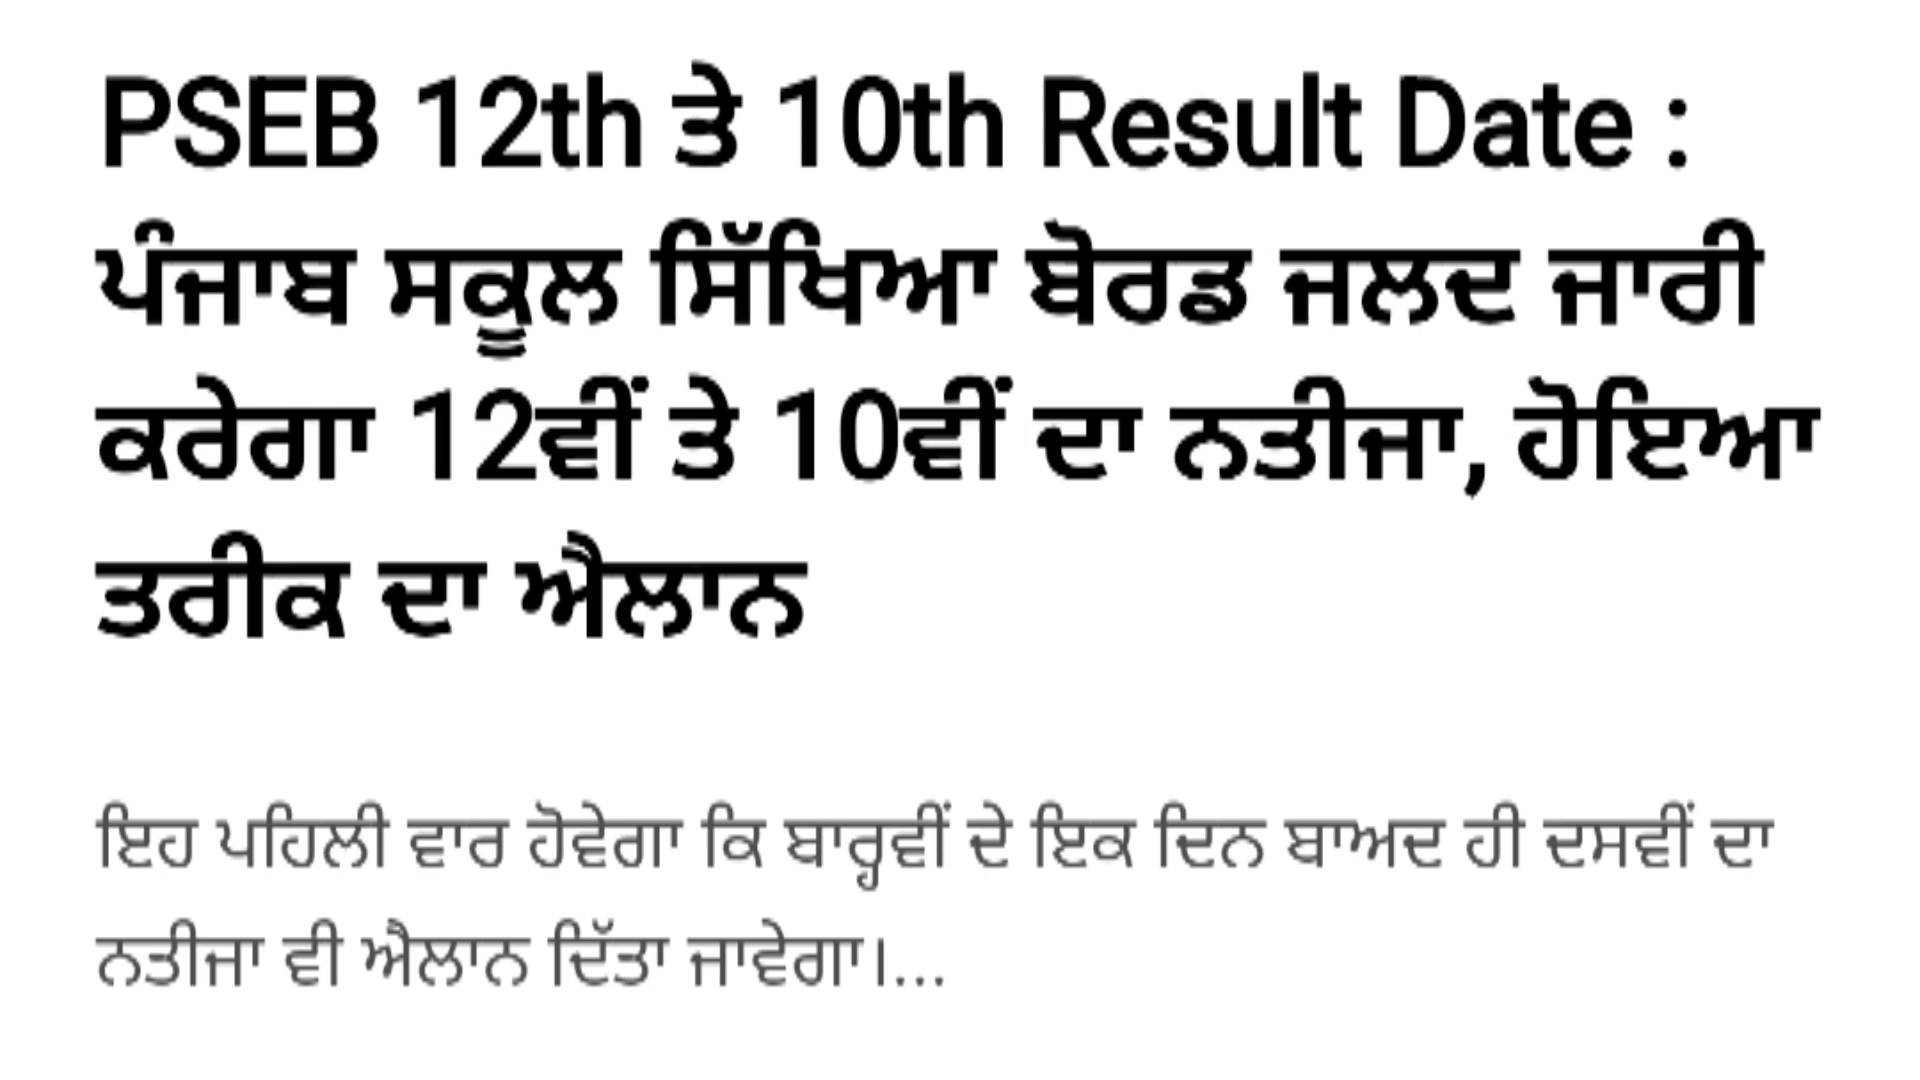 PSEB 12th ਤੇ 10th Result Date :
ਪੰਜਾਬ ਸਕੂਲ ਸਿੱਖਿਆ ਬੋਰਡ ਜਲਦ ਜਾਰੀ
ਕਰੇਗਾ 12ਵੀਂ ਤੇ 10ਵੀਂ ਦਾ ਨਤੀਜਾ, ਹੋਇਆ
ਤਰੀਕ ਦਾ ਐਲਾਨ
ਇਹ ਪਹਿਲੀ ਵਾਰ ਹੋਵੇਗਾ ਕਿ ਬਾਰ੍ਹਵੀਂ ਦੇ ਇਕ ਦਿਨ ਬਾਅਦ ਹੀ ਦਸਵੀਂ ਦਾ
ਨਤੀਜਾ ਵੀ ਐਲਾਨ ਦਿੱਤਾ ਜਾਵੇਗਾ।...